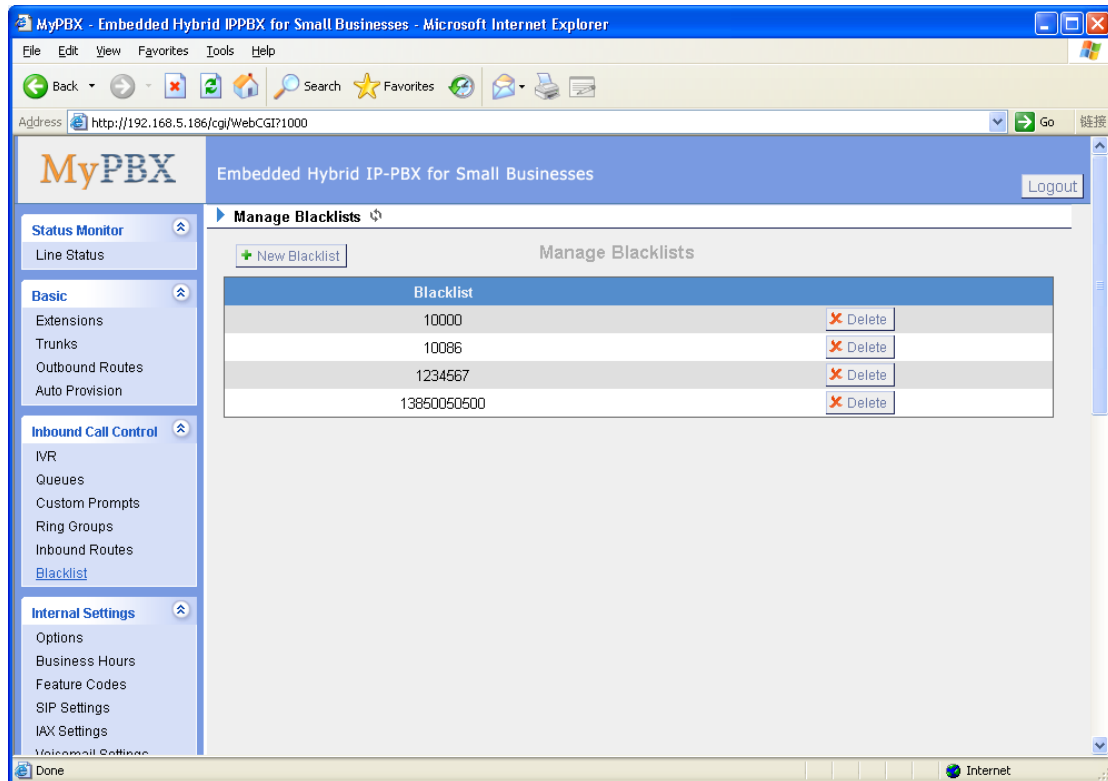 MyPBX - Embedded Hybrid IPPBX for Small Businesses - Microsoft Internet Explorer
File Edit View Favorites Tools Help
Back Search Favorites
Address http://192.168.5.186/cgi/WebCGI?1000 Go 链接
MyPBX
Embedded Hybrid IP-PBX for Small Businesses
Logout
Status Monitor
Line Status
Basic
Extensions
Trunks
Outbound Routes
Auto Provision
Inbound Call Control
IVR
Queues
Custom Prompts
Ring Groups
Inbound Routes
Blacklist
Internal Settings
Options
Business Hours
Feature Codes
SIP Settings
IAX Settings
Voicemail Settings
Manage Blacklists
New Blacklist
Manage Blacklists
Blacklist
10000 Delete
10086 Delete
1234567 Delete
13850050500 Delete
Done Internet